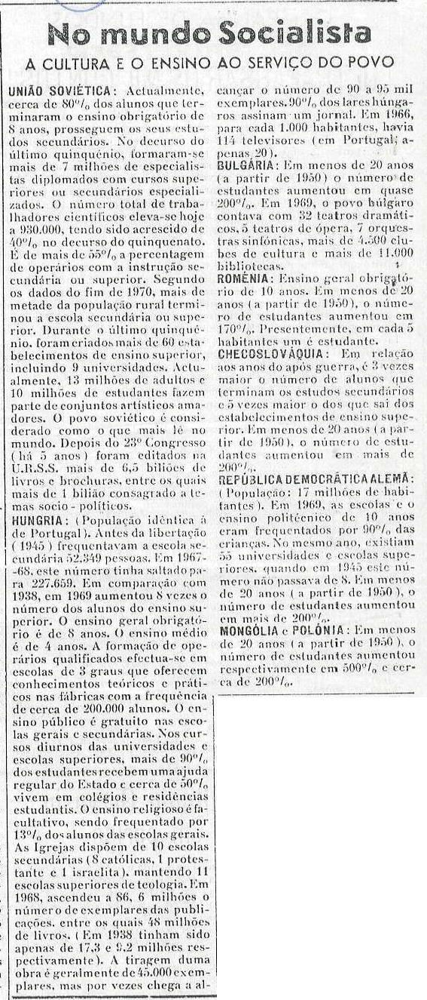 No mundo Socialista
A CULTURA E O ENSINO AO SERVIÇO DO POVO
UNIÃO SOVIÉTICA: Actualmente,
cerca de 80% dos alunos que ter-
minaram o ensino obrigatório de
8 anos, prosseguem os seus estu-
dos secundários. No decurso do
último quinquénio, formaram-se
mais de 7 milhões de especialis-
tas diplomados com cursos supe-
riores ou secundários especiali-
zados. O número total de traba-
lhadores científicos eleva-se hoje
a 930.000, tendo sido acrescido de
40% no decurso do quinquenato.
É de mais de 55% a percentagem
de operários com a instrução se-
cundária ou superior. Segundo
os dados do fim de 1970, mais de
metade da população rural termi-
nou a escola secundária ou supe-
rior. Durante o último quinqué-
nio, foram criados mais de 60 esta-
belecimentos de ensino superior,
incluindo 9 universidades. Actu-
almente, 13 milhões de adultos e
10 milhões de estudantes fazem
parte de conjuntos artísticos ama-
dores. O povo soviético é consi-
derado como o que mais lê no
mundo. Depois do 23º Congresso
(há 5 anos) foram editados na
U.R.S.S. mais de 6,5 biliões de
livros e brochuras, entre os quais
mais de 1 bilião consagrado a te-
mas socio - políticos.
HUNGRIA: (População idêntica á
de Portugal). Antes da libertação
(1945) frequentavam a escola se-
cundária 52.349 pessoas. Em 1967-
-68, este número tinha saltado pa-
ra 227.659. Em comparação com
1938, em 1969 aumentou 8 vezes o
número dos alunos do ensino su-
perior. O ensino geral obrigató-
rio é de 8 anos. O ensino médio
é de 4 anos. A formação de ope-
rários qualificados efectua-se em
escolas de 3 graus que oferecem
conhecimentos teóricos e práti-
cos nas fábricas com a frequência
de cerca de 200.000 alunos. O en-
sino público é gratuito nas esco-
las gerais e secundárias. Nos cur-
sos diurnos das universidades e
escolas superiores, mais de 90%
dos estudantes recebem uma ajuda
regular do Estado e cerca de 50%
vivem em colégios e residências
estudantis. O ensino religioso é fa-
cultativo, sendo frequentado por
13% dos alunos das escolas gerais.
As Igrejas dispõem de 10 escolas
secundárias (8 católicas, 1 protes-
tante e 1 israelita), mantendo 11
escolas superiores de teologia. Em
1968, ascendeu a 86, 6 milhões o
número de exemplares das publi-
cações, entre os quais 48 milhões
de livros. (Em 1938 tinham sido
apenas de 17,3 e 9,2 milhões res-
pectivamente). A tiragem duma
obra é geralmente de 45.000 exem-
plares, mas por vezes chega a al-
cançar o número de 90 a 95 mil
exemplares. 90% dos lares húnga-
ros assinam um jornal. Em 1966,
para cada 1.000 habitantes, havia
114 televisores (em Portugal, a-
penas 20).
BULGÁRIA: Em menos de 20 anos
(a partir de 1950) o número de
estudantes aumentou em quase
200%. Em 1969, o povo búlgaro
contava com 32 teatros dramáti-
cos, 5 teatros de ópera, 7 orques-
tras sinfónicas, mais de 4.500 clu-
bes de cultura e mais de 11.000
bibliotecas.
ROMÉNIA: Ensino geral obrigató-
rio de 10 anos. Em menos de 20
anos (a partir de 1950), o núme-
ro de estudantes aumentou em
170%. Presentemente, em cada 5
habitantes um é estudante.
CHECOSLOVÁQUIA: Em relação
aos anos do após guerra, é 3 vezes
maior o número de alunos que
terminam os estudos secundários
e 5 vezes maior o dos que sai dos
estabelecimentos de ensino supe-
rior. Em menos de 20 anos (a par-
tir de 1950), o número de estu-
dantes aumentou em mais de
200%.
REPÚBLICA DEMOCRÁTICA ALEMÃ:
(População: 17 milhões de habi-
tantes). Em 1969, as escolas e o
ensino politécnico de 10 anos
eram frequentados por 90% das
crianças. No mesmo ano, existiam
55 universidades e escolas supe-
riores, quando em 1945 este nú-
mero não passava de 8. Em menos
de 20 anos (a partir de 1950), o
número de estudantes aumentou
em mais de 200%.
MONGÓLIA e POLÓNIA: Em menos
de 20 anos (a partir de 1950), o
número de estudantes aumentou
respectivamente em 500% e cer-
ca de 200%.